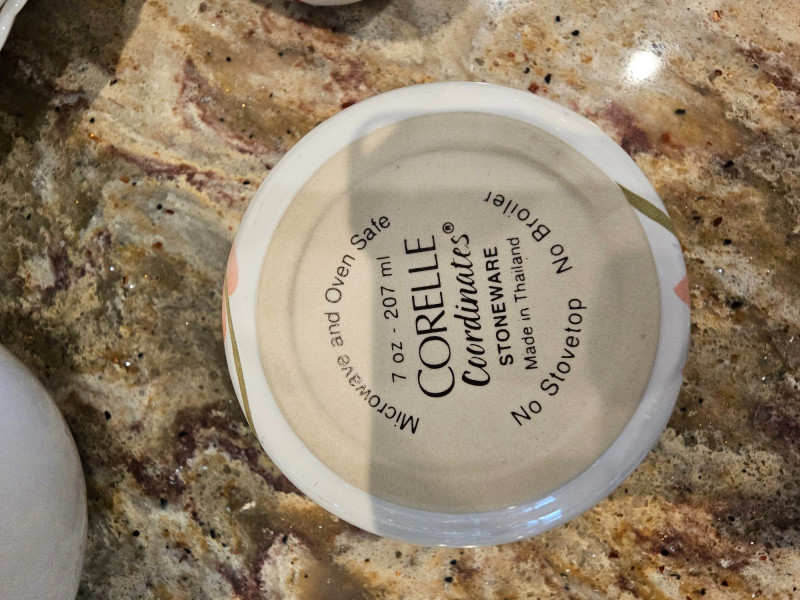 Microwave and Oven Safe
7 oz - 207 ml
CORELLE
Coordinates®
STONEWARE
Made in Thailand
No Stovetop No Broiler